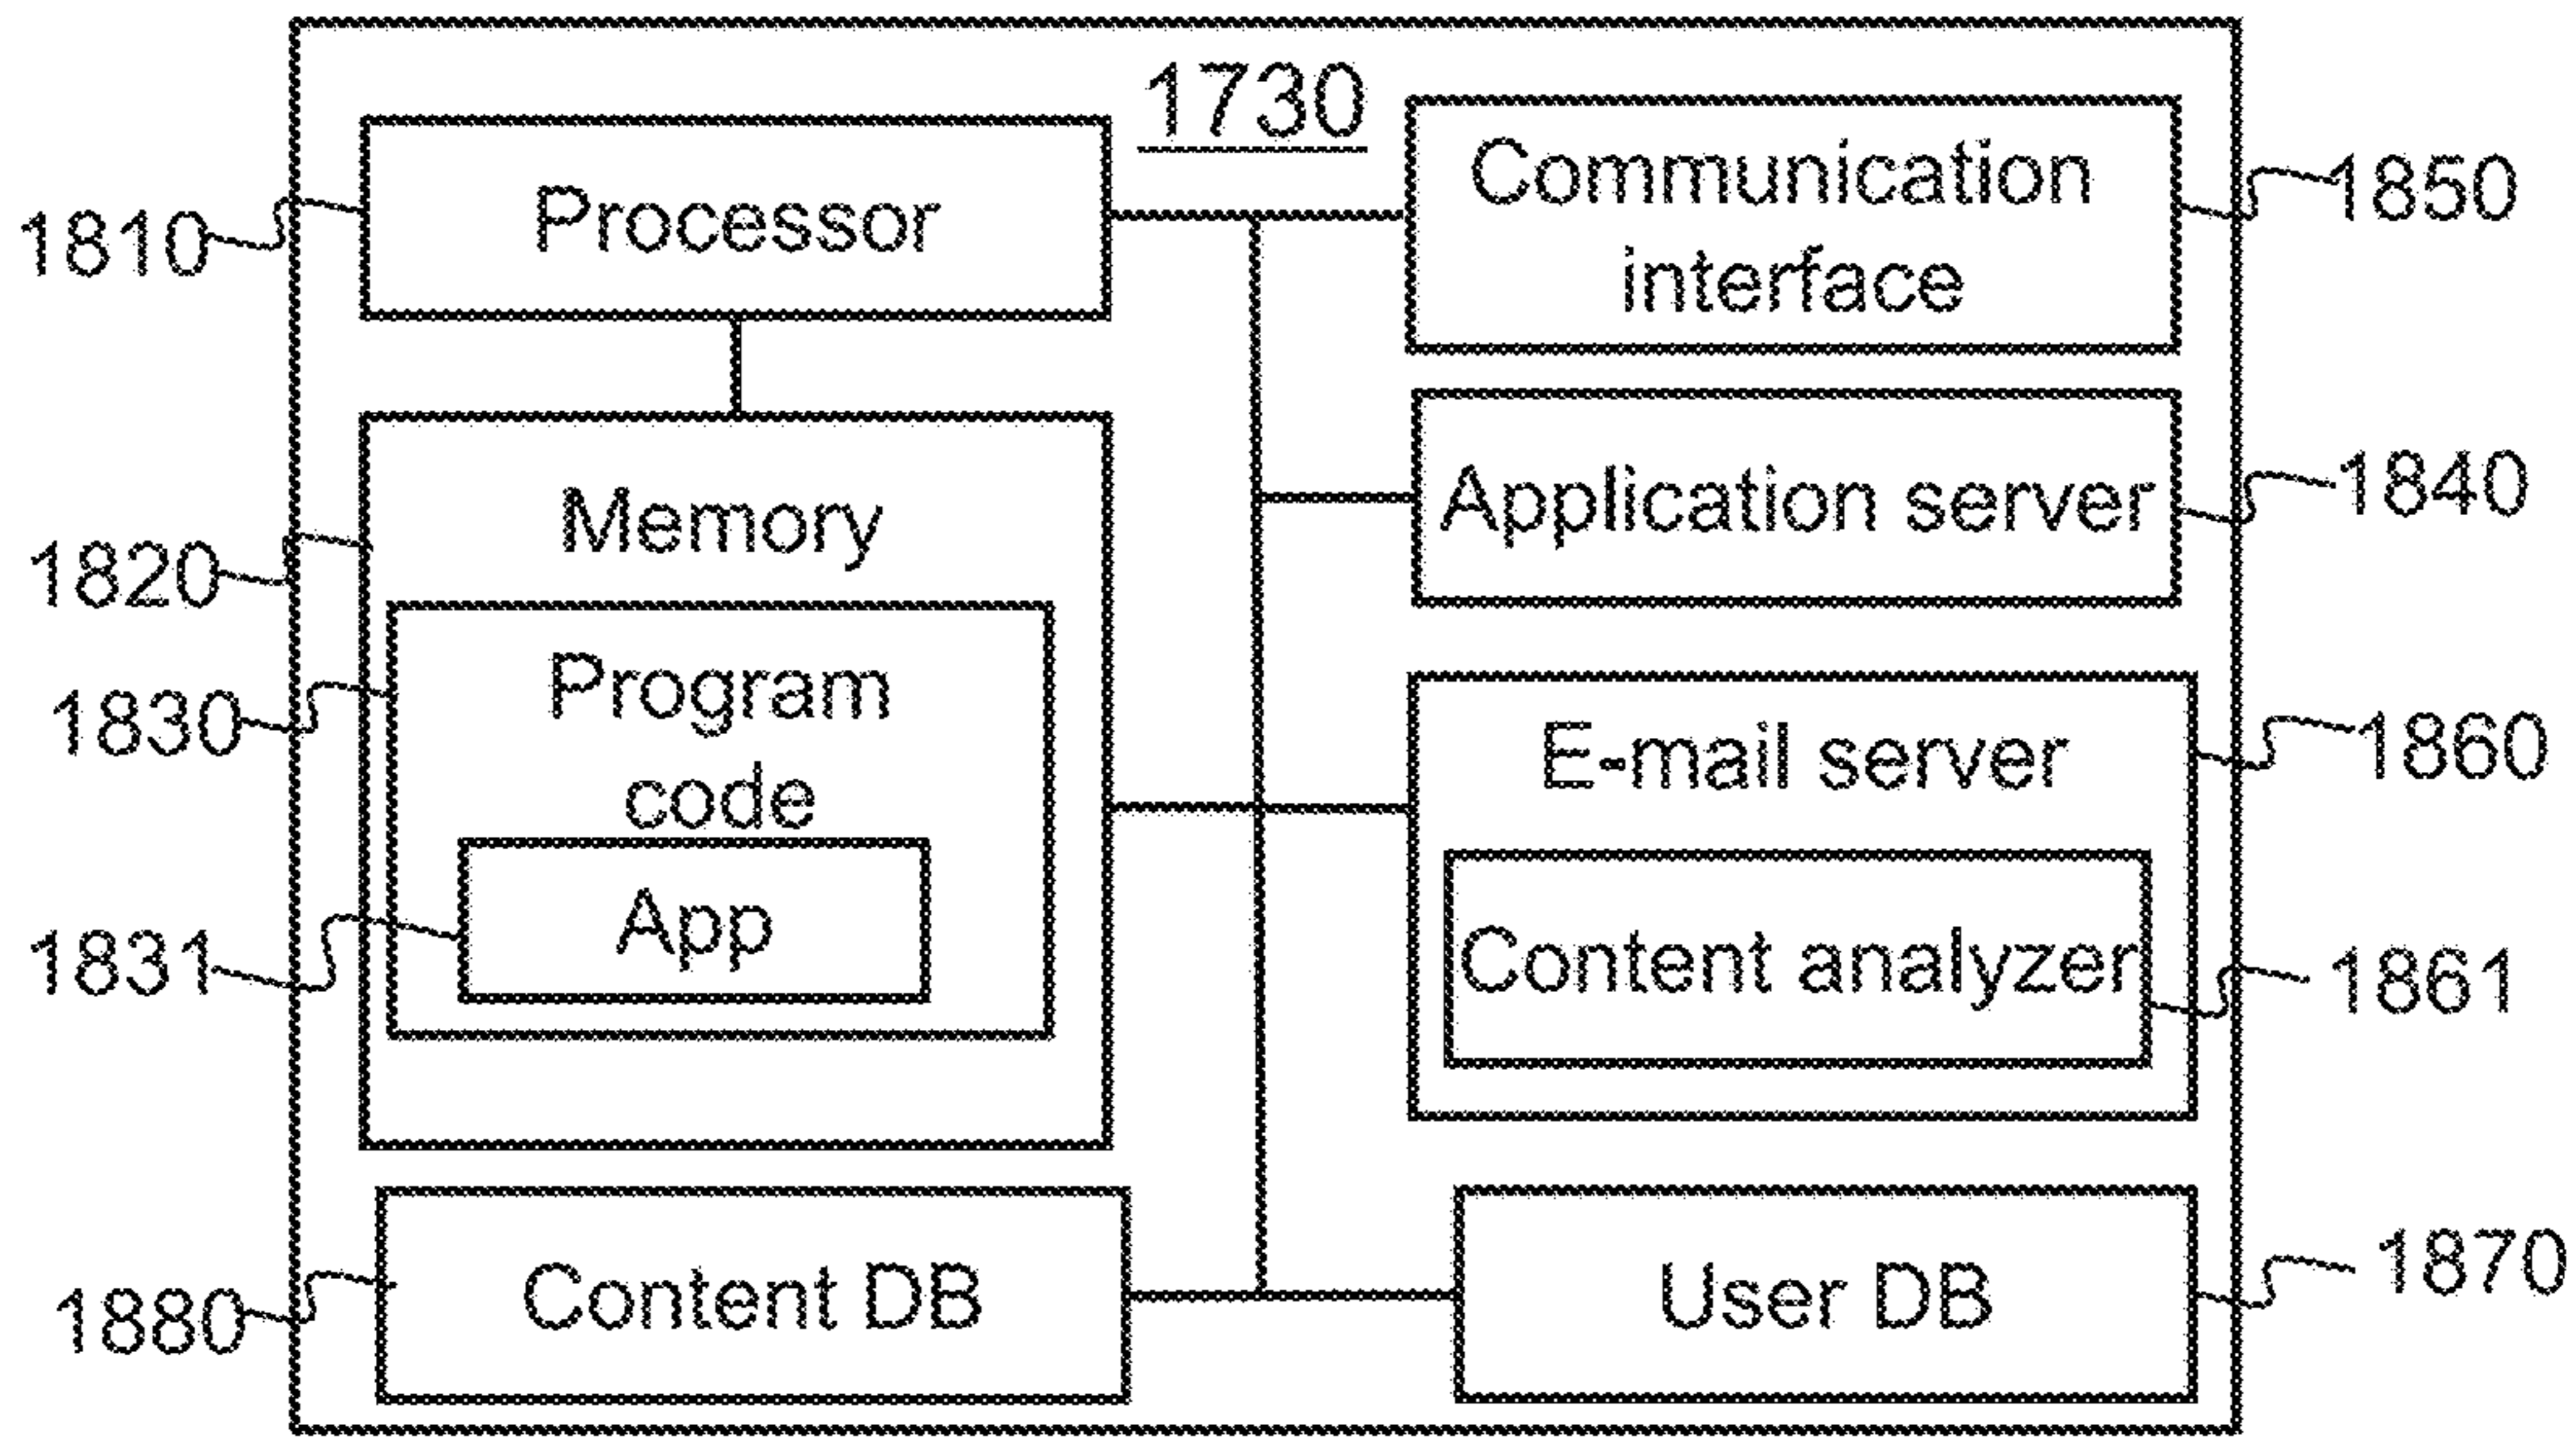 1730
1810
Processor
Communication
interface
1850
1820
Memory
Application server
1840
1830
Program
code
E-mail server
1860
1831
App
Content analyzer
1861
1880
Content DB
User DB
1870